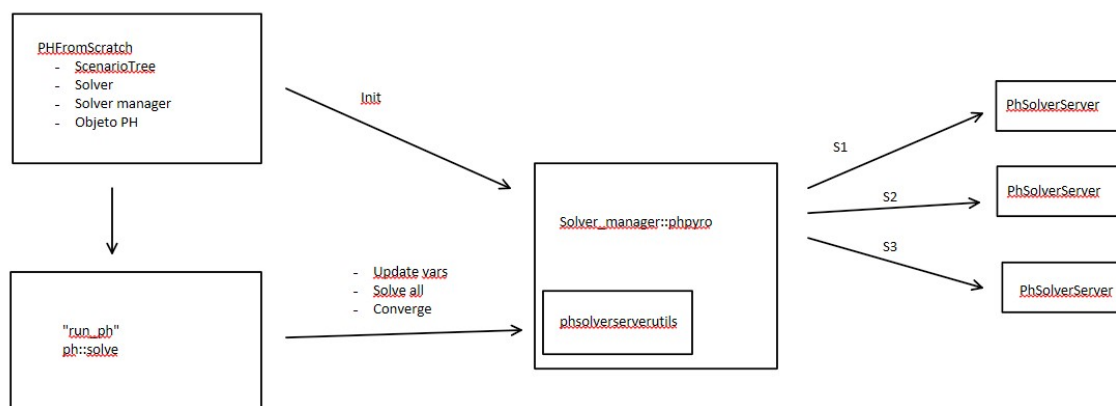 PHFromScratch
- ScenarioTree
- Solver
- Solver manager
- Objeto PH
Init
"run_ph"
ph::solve
- Update vars
- Solve all
- Converge
Solver_manager::phpyro
phsolverserverutils
S1
S2
S3
PhSolverServer
PhSolverServer
PhSolverServer